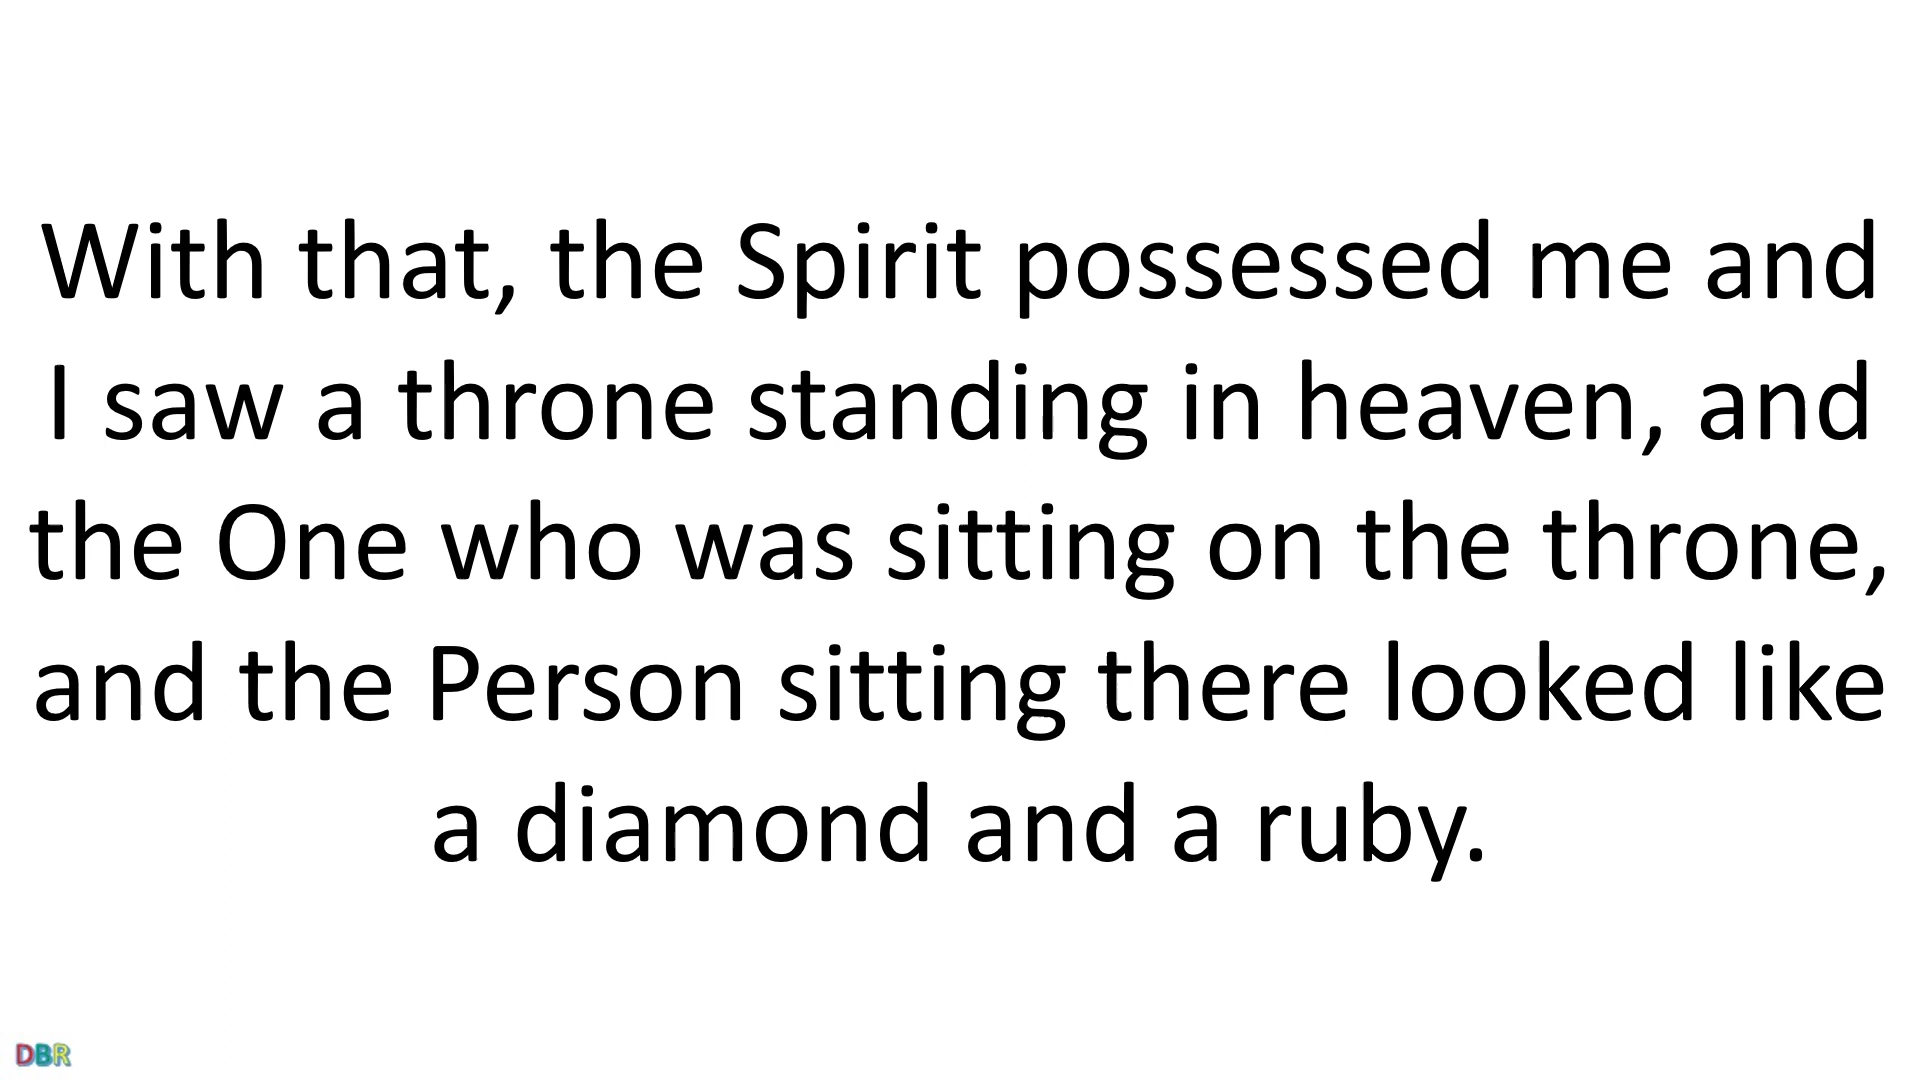 With that, the Spirit possessed me and
I saw a throne standing in heaven, and
the One who was sitting on the throne,
and the Person sitting there looked like
a diamond and a ruby.
DBR